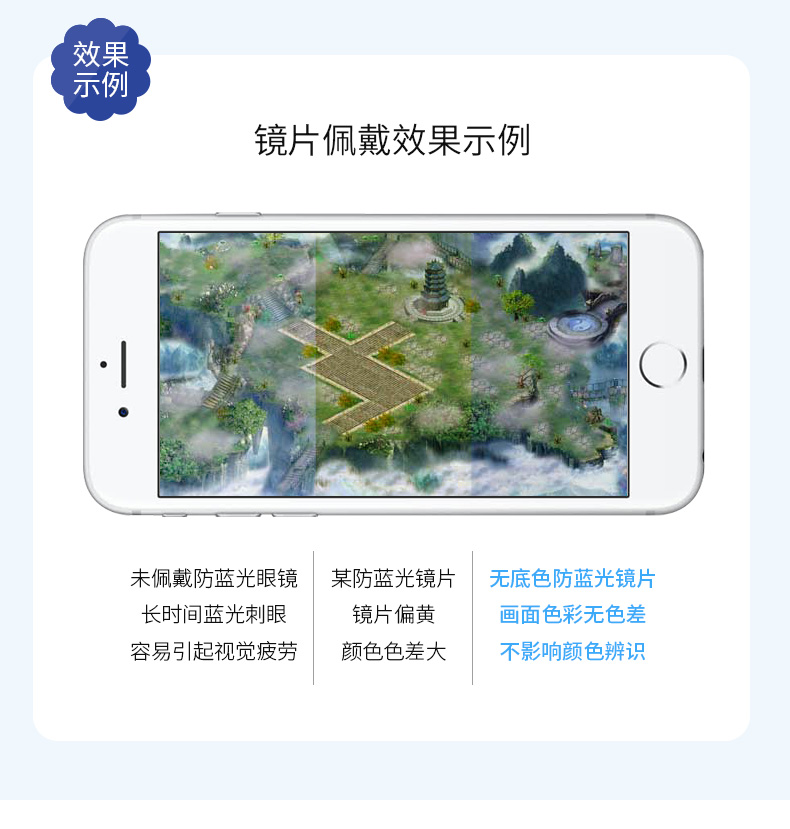 效果
示例
镜片佩戴效果示例
未佩戴防蓝光眼镜
长时间蓝光刺眼
容易引起视觉疲劳
某防蓝光镜片
镜片偏黄
颜色色差大
无底色防蓝光镜片
画面色彩无色差
不影响颜色辨识